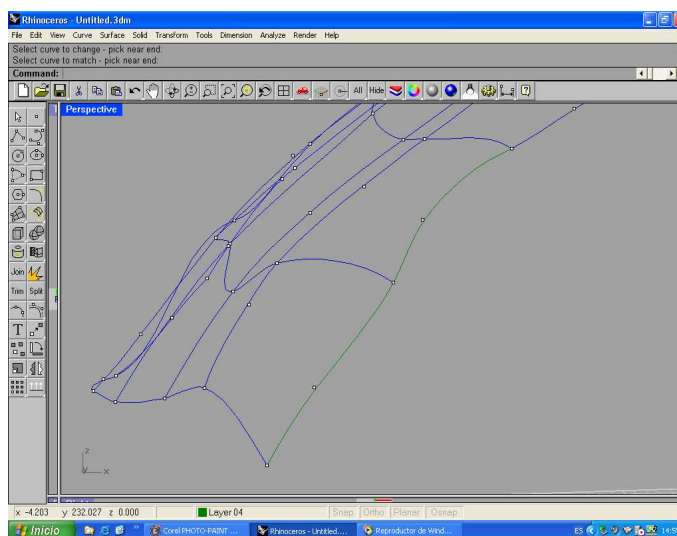 Rhinoceros - Untitled.3dm
File Edit View Curve Surface Solid Transform Tools Dimension Analyze Render Help
Select curve to change - pick near end:
Select curve to match - pick near end:
Command:
All Hide
Perspective
Join
Trim Split
T
z
y x
Right
x -4.203 y 232.027 z 0.000 Layer 04 Snap Ortho Planar Osnap
Inicio Corel PHOTO-PAINT ... Rhinoceros - Untitled.... Reproductor de Wind... ES